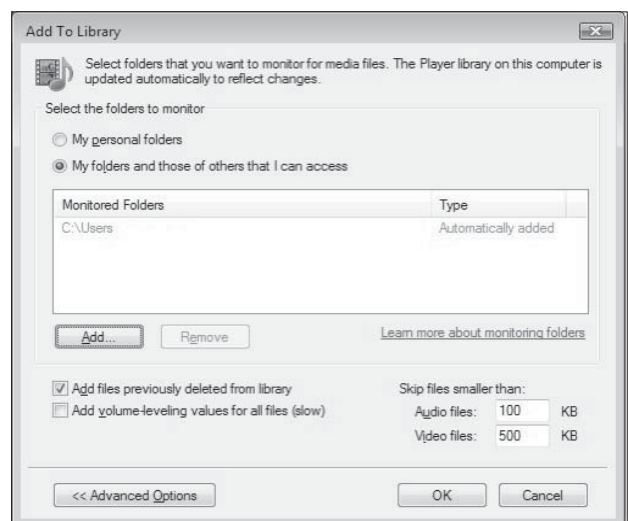 Add To Library
Select folders that you want to monitor for media files. The Player library on this computer is
updated automatically to reflect changes.
Select the folders to monitor
My personal folders
My folders and those of others that I can access
Monitored Folders Type
C:\Users Automatically added
Add... Remove Learn more about monitoring folders
Add files previously deleted from library
Add volume-leveling values for all files (slow)
Skip files smaller than:
Audio files: 100 KB
Video files: 500 KB
<< Advanced Options OK Cancel